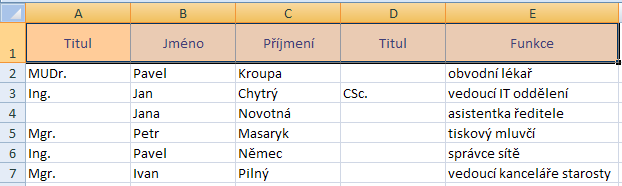 A B C D E
1 Titul Jméno Příjmení Titul Funkce
2 MUDr. Pavel Kroupa obvodní lékař
3 Ing. Jan Chytrý CSc. vedoucí IT oddělení
4 Jana Novotná asistentka ředitele
5 Mgr. Petr Masaryk tiskový mluvčí
6 Ing. Pavel Němec správce sítě
7 Mgr. Ivan Pilný vedoucí kanceláře starosty